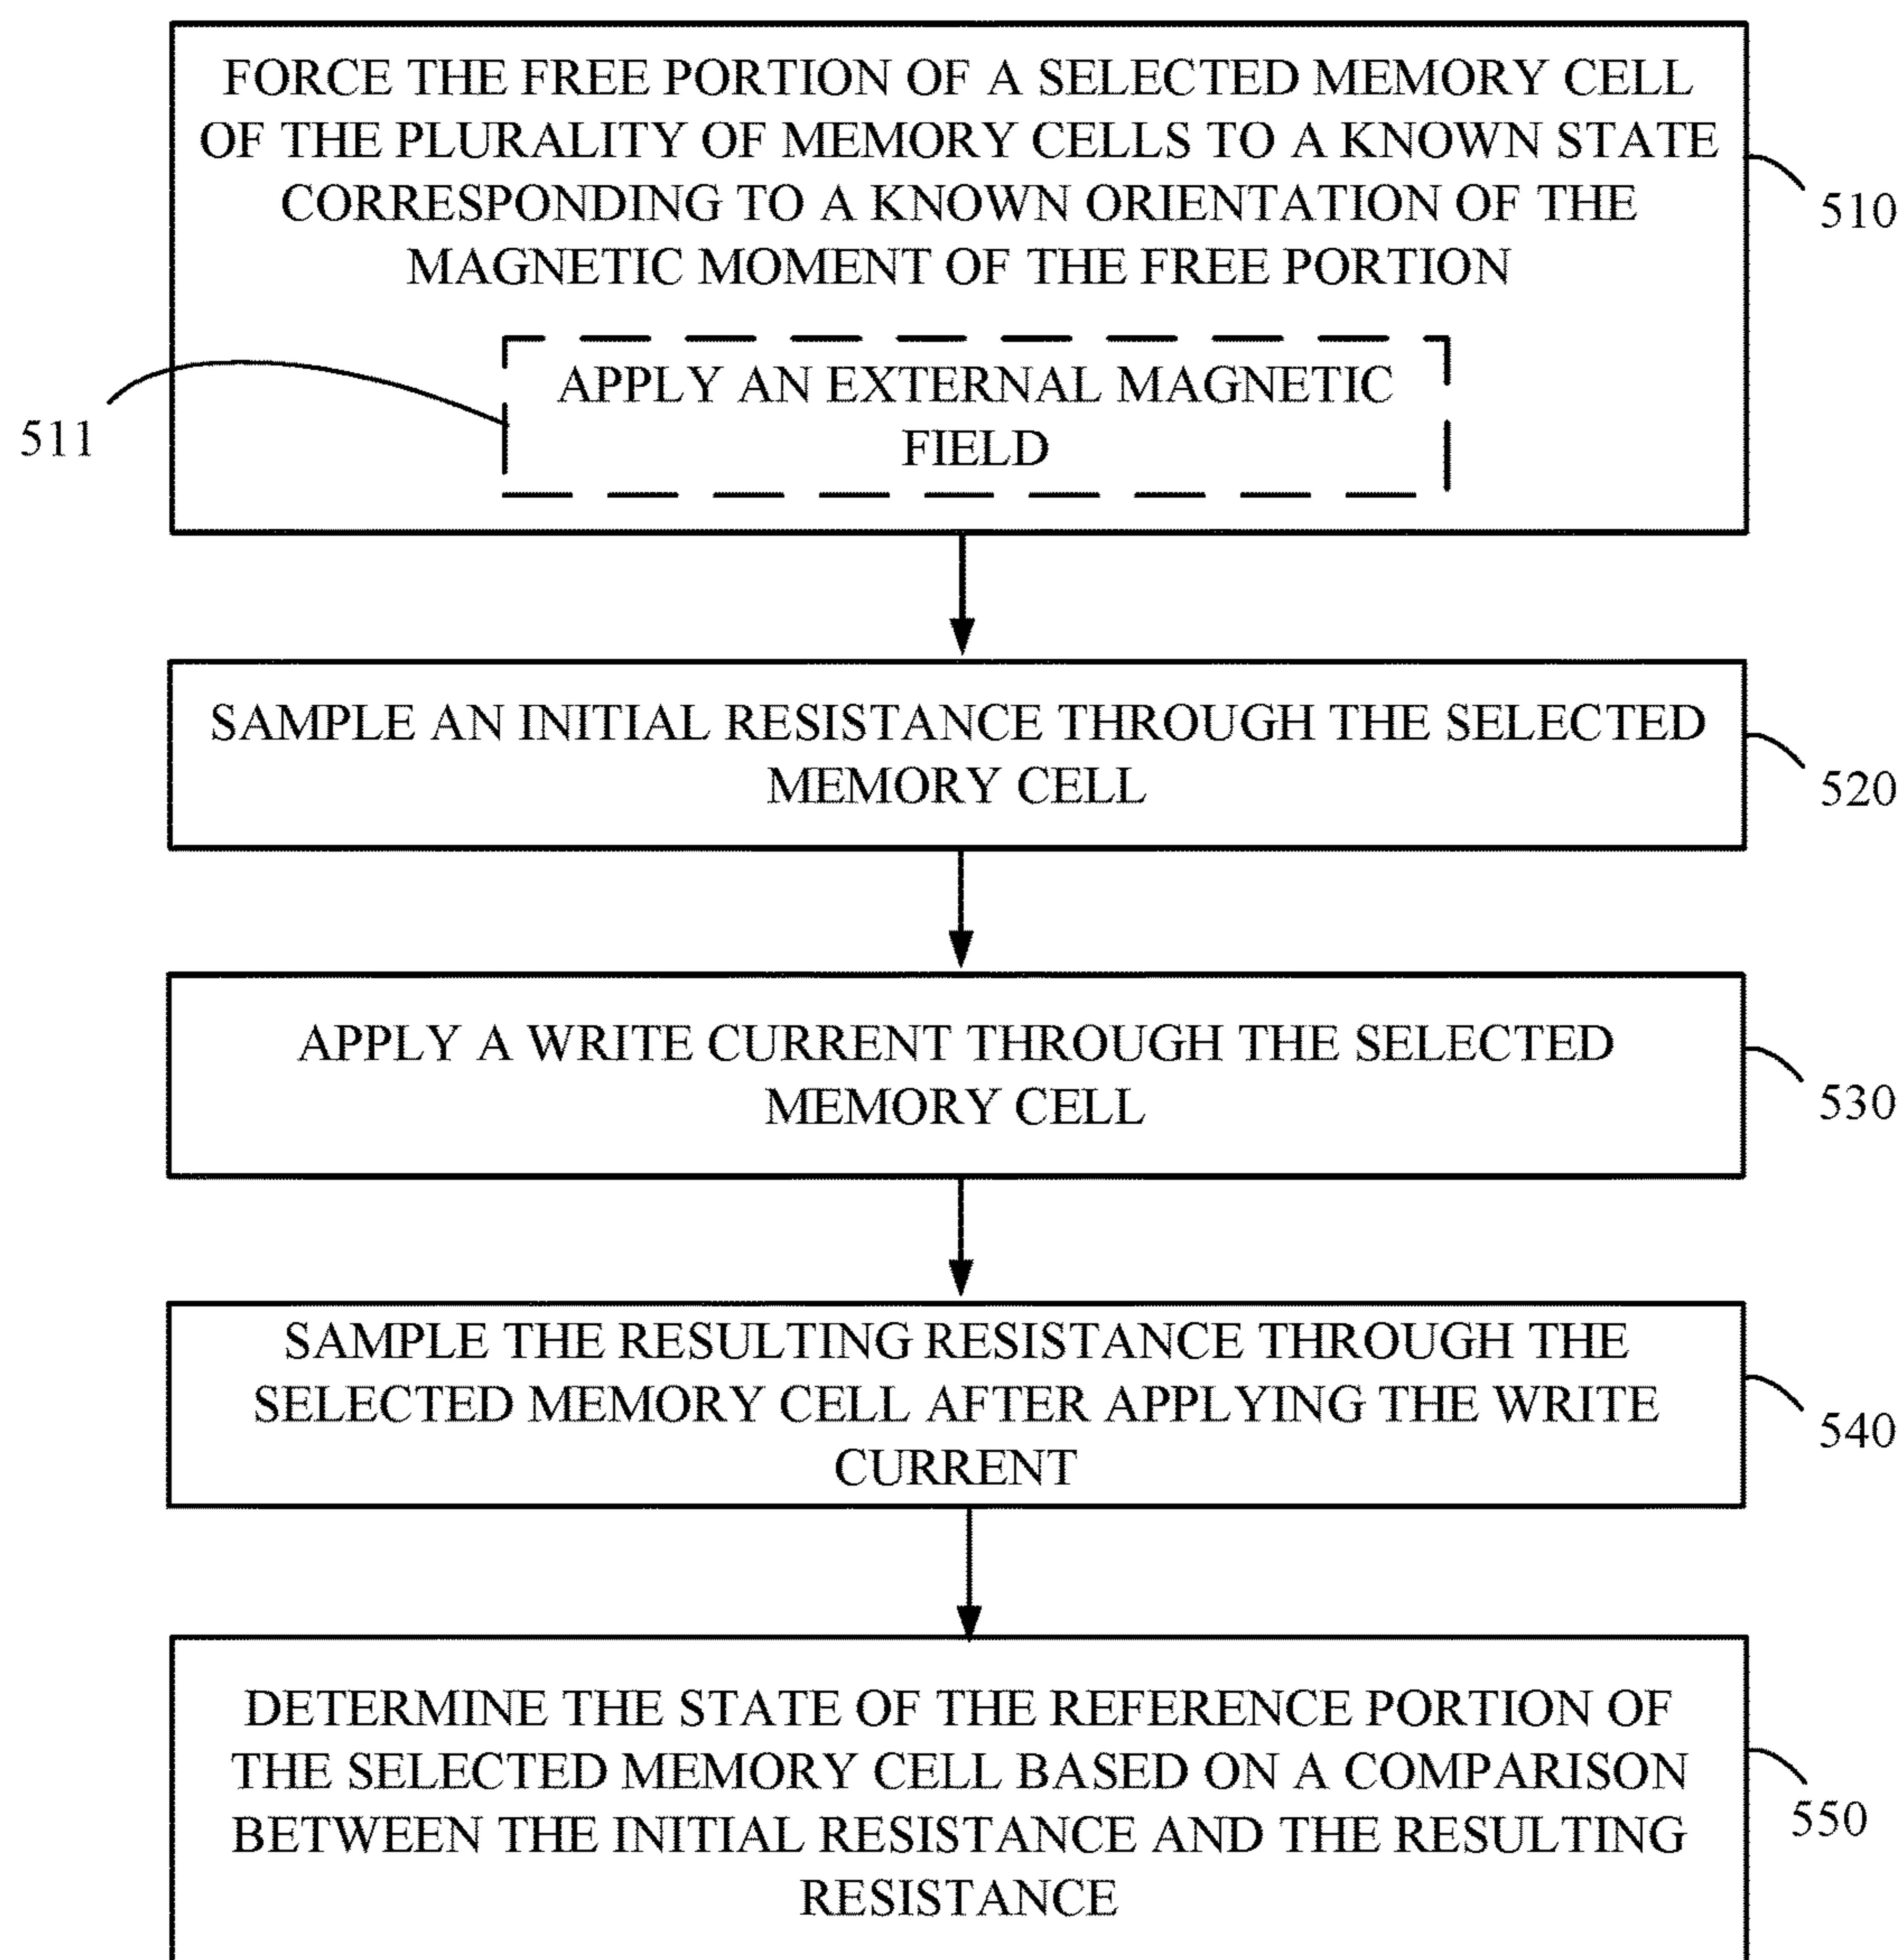 FORCE THE FREE PORTION OF A SELECTED MEMORY CELL
OF THE PLURALITY OF MEMORY CELLS TO A KNOWN STATE
CORRESPONDING TO A KNOWN ORIENTATION OF THE
MAGNETIC MOMENT OF THE FREE PORTION
510
APPLY AN EXTERNAL MAGNETIC
FIELD
511
SAMPLE AN INITIAL RESISTANCE THROUGH THE SELECTED
MEMORY CELL
520
APPLY A WRITE CURRENT THROUGH THE SELECTED
MEMORY CELL
530
SAMPLE THE RESULTING RESISTANCE THROUGH THE
SELECTED MEMORY CELL AFTER APPLYING THE WRITE
CURRENT
540
DETERMINE THE STATE OF THE REFERENCE PORTION OF
THE SELECTED MEMORY CELL BASED ON A COMPARISON
BETWEEN THE INITIAL RESISTANCE AND THE RESULTING
RESISTANCE
550